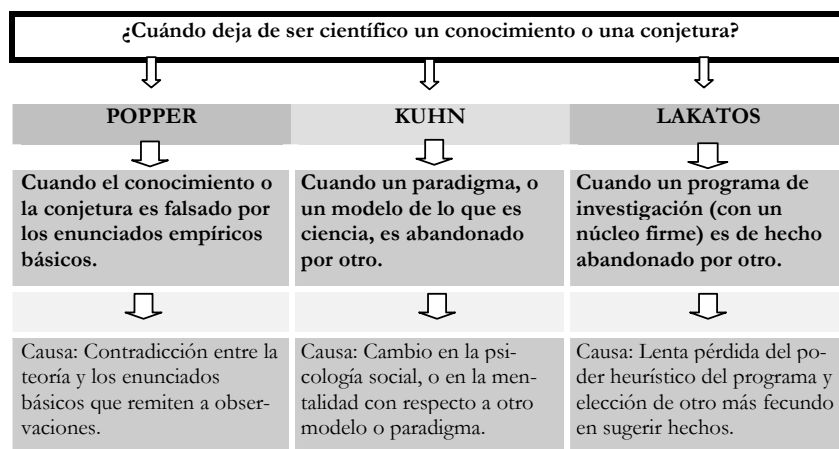 ¿Cuándo deja de ser científico un conocimiento o una conjetura?
POPPER
KUHN
LAKATOS
Cuando el conocimiento o
la conjetura es falsado por
los enunciados empíricos
básicos.
Cuando un paradigma, o
un modelo de lo que es
ciencia, es abandonado
por otro.
Cuando un programa de
investigación (con un
núcleo firme) es de hecho
abandonado por otro.
Causa: Contradicción entre la
teoría y los enunciados
básicos que remiten a obser-
vaciones.
Causa: Cambio en la psi-
cología social, o en la men-
talidad con respecto a otro
modelo o paradigma.
Causa: Lenta pérdida del po-
der heurístico del programa y
elección de otro más fecundo
en sugerir hechos.